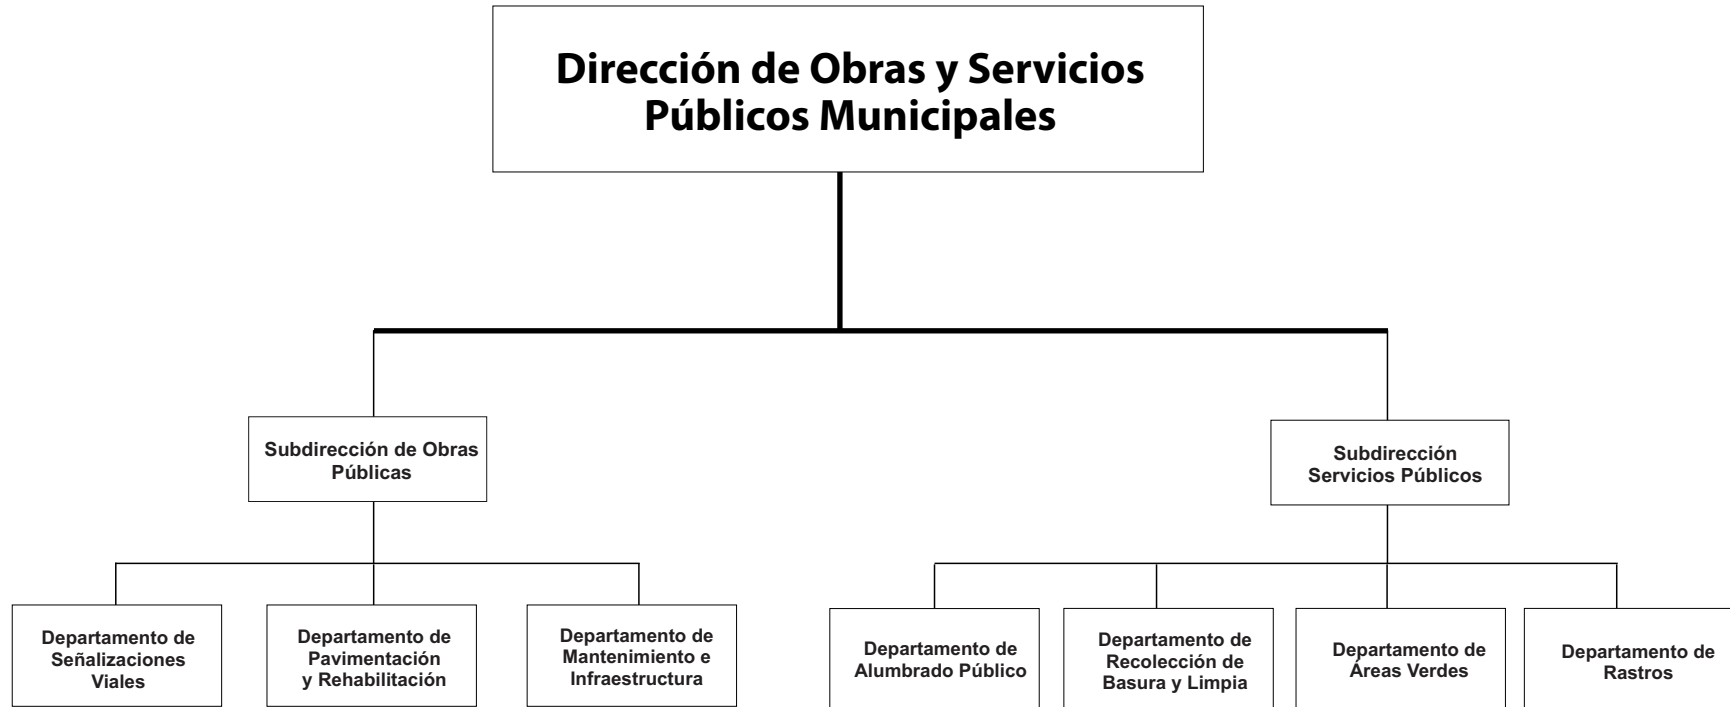 Dirección de Obras y Servicios
Públicos Municipales
Subdirección de Obras
Públicas
Subdirección
Servicios Públicos
Departamento de
Señalizaciones
Viales
Departamento de
Pavimentación
y Rehabilitación
Departamento de
Mantenimiento e
Infraestructura
Departamento de
Alumbrado Público
Departamento de
Recolección de
Basura y Limpia
Departamento de
Áreas Verdes
Departamento de
Rastros